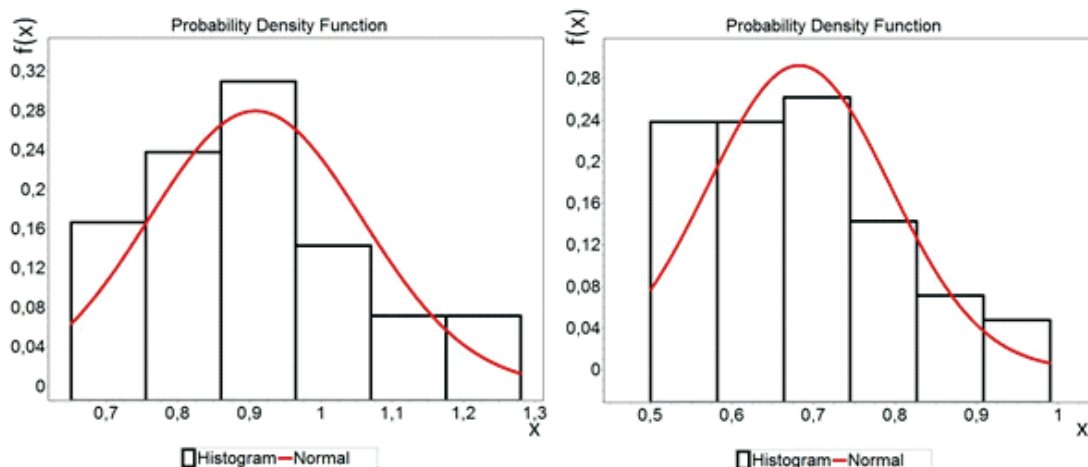 Probability Density Function
f(x)
0,32
0,28
0,24
0,2
0,16
0,12
0,08
0,04
0
0,7 0,8 0,9 1 1,1 1,2 1,3
x
Histogram Normal
Probability Density Function
f(x)
0,28
0,24
0,2
0,16
0,12
0,08
0,04
0
0,5 0,6 0,7 0,8 0,9 1
x
Histogram Normal